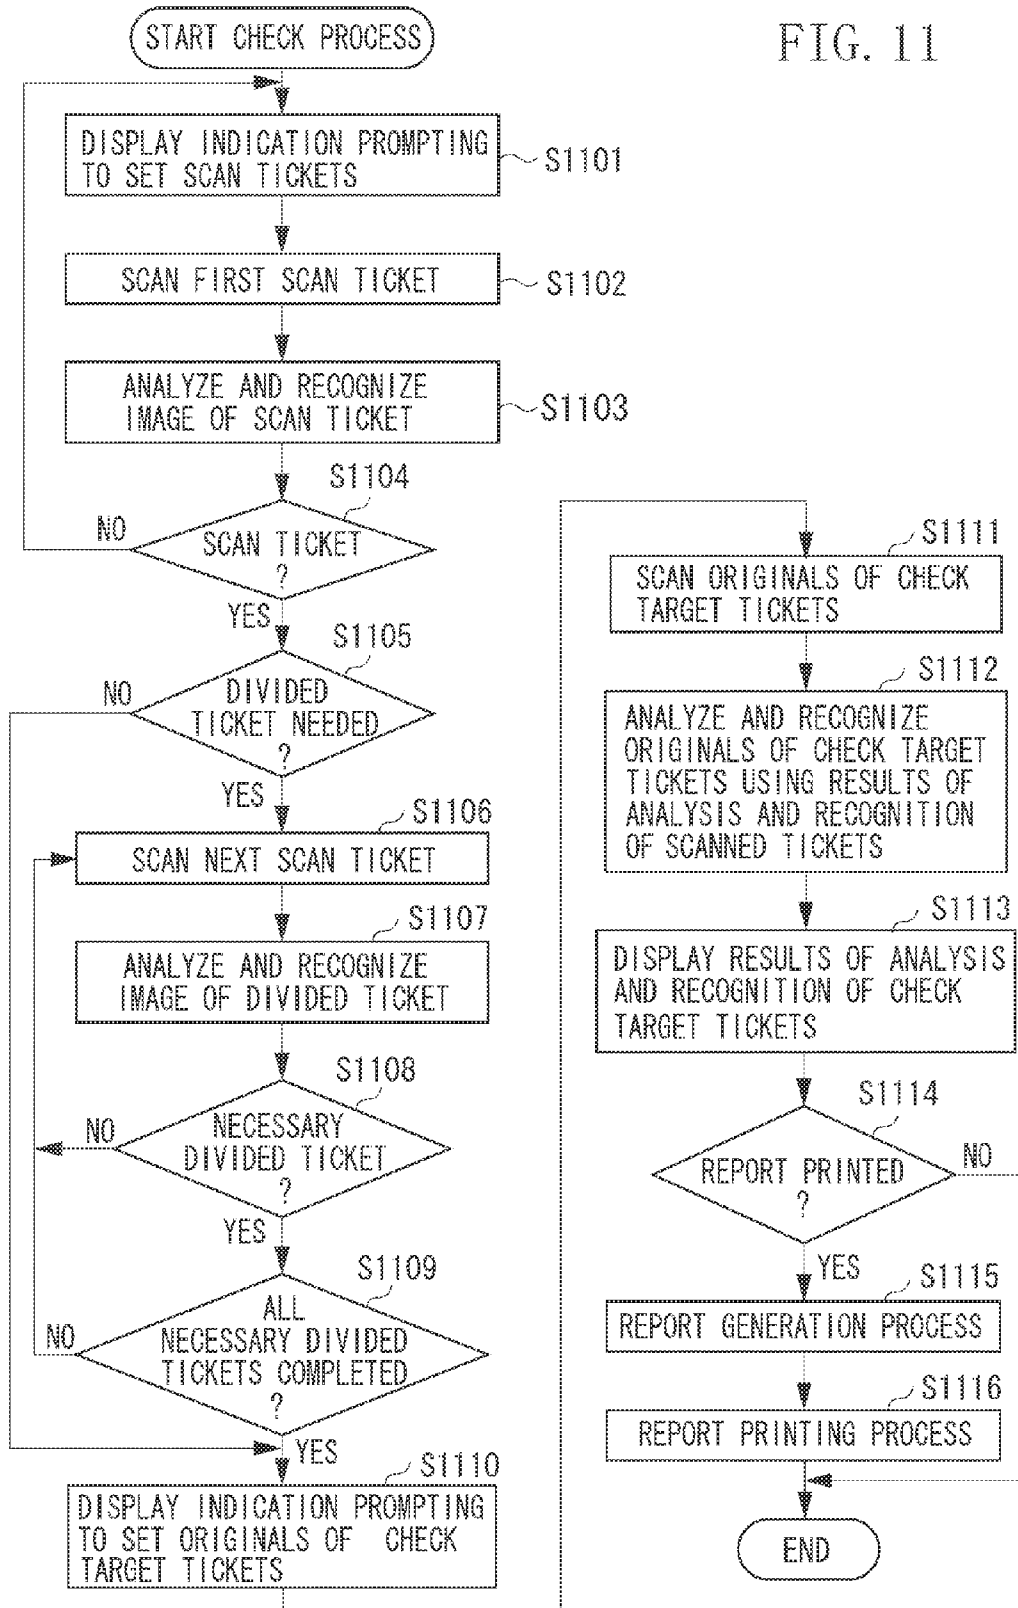 START CHECK PROCESS
FIG. 11
DISPLAY INDICATION PROMPTING
TO SET SCAN TICKETS
S1101
SCAN FIRST SCAN TICKET
S1102
ANALYZE AND RECOGNIZE
IMAGE OF SCAN TICKET
S1103
S1104
NO
SCAN TICKET
?
YES
S1105
NO
DIVIDED
TICKET NEEDED
?
YES
S1106
SCAN NEXT SCAN TICKET
S1107
ANALYZE AND RECOGNIZE
IMAGE OF DIVIDED TICKET
S1108
NO
NECESSARY
DIVIDED TICKET
?
YES
S1109
NO
ALL
NECESSARY DIVIDED
TICKETS COMPLETED
?
YES
S1110
DISPLAY INDICATION PROMPTING
TO SET ORIGINALS OF CHECK
TARGET TICKETS
S1111
SCAN ORIGINALS OF CHECK
TARGET TICKETS
S1112
ANALYZE AND RECOGNIZE
ORIGINALS OF CHECK TARGET
TICKETS USING RESULTS OF
ANALYSIS AND RECOGNITION
OF SCANNED TICKETS
S1113
DISPLAY RESULTS OF ANALYSIS
AND RECOGNITION OF CHECK
TARGET TICKETS
S1114
REPORT PRINTED
?
NO
YES
S1115
REPORT GENERATION PROCESS
S1116
REPORT PRINTING PROCESS
END